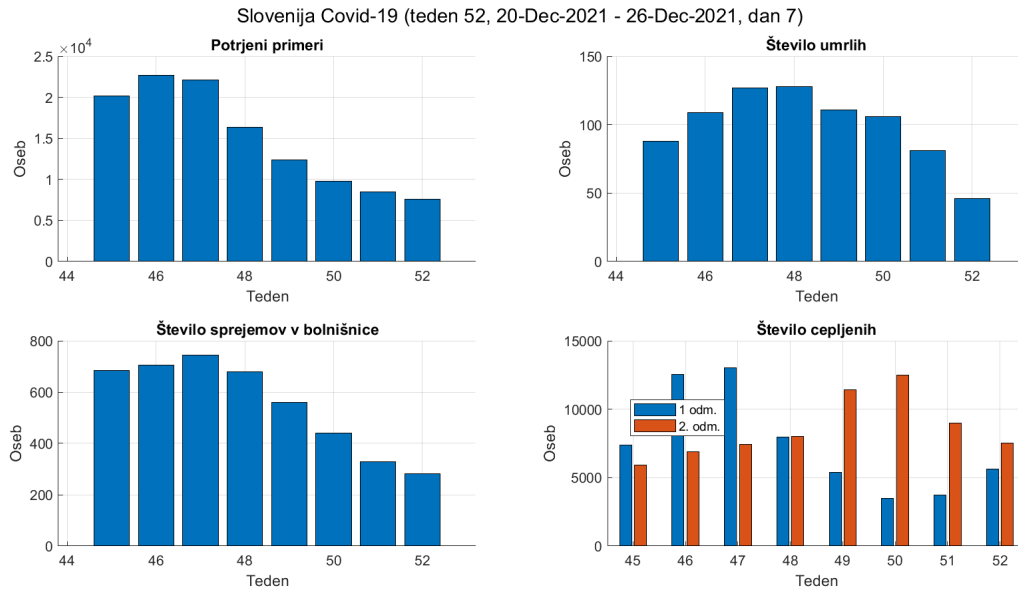 Slovenija Covid-19 (teden 52, 20-Dec-2021 - 26-Dec-2021, dan 7)
Potrjeni primeri
×10^4
2.5
2
1.5
1
0.5
0
Oseb
44 46 48 50 52
Teden
Število umrlih
150
100
50
0
Oseb
44 46 48 50 52
Teden
Število sprejemov v bolnišnice
800
600
400
200
0
Oseb
44 46 48 50 52
Teden
Število cepljenih
15000
10000
5000
0
Oseb
1 odm.
2. odm.
45 46 47 48 49 50 51 52
Teden